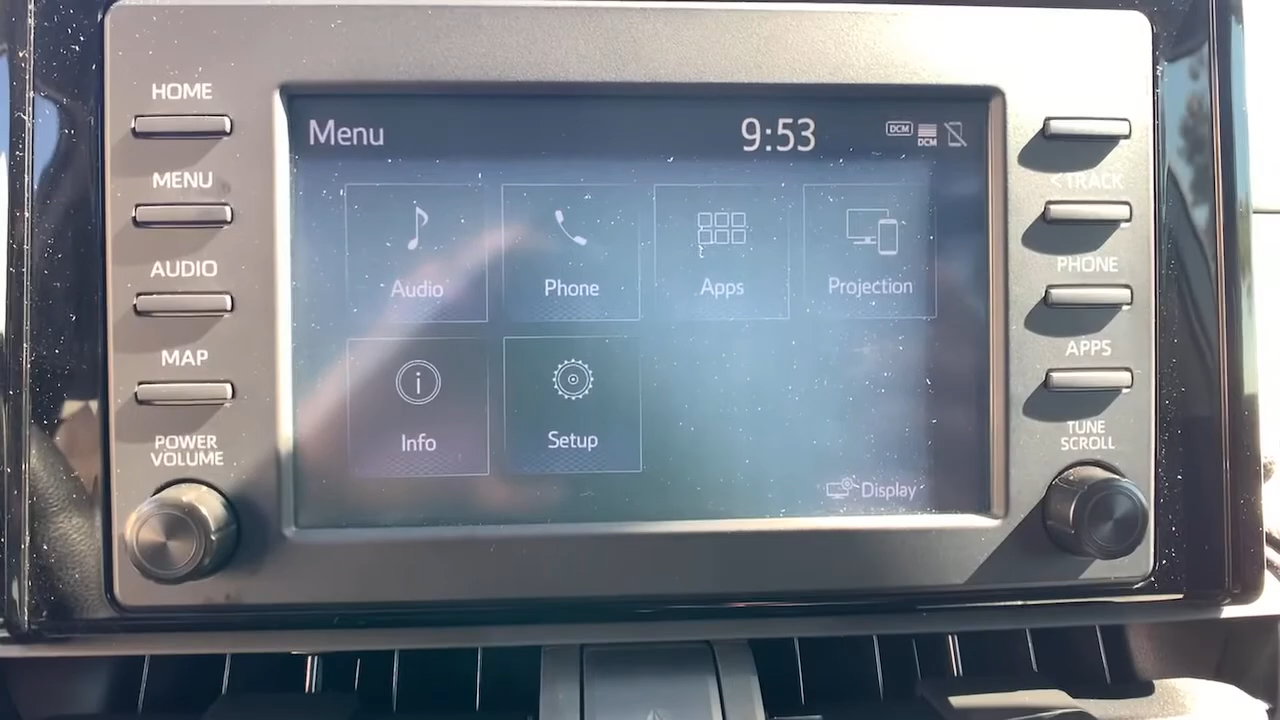 HOME
MENU
AUDIO
MAP
POWER
VOLUME
Menu
9:53
DCM
DCM
Audio
Phone
Apps
Projection
Info
Setup
Display
< TRACK
PHONE
APPS
TUNE
SCROLL